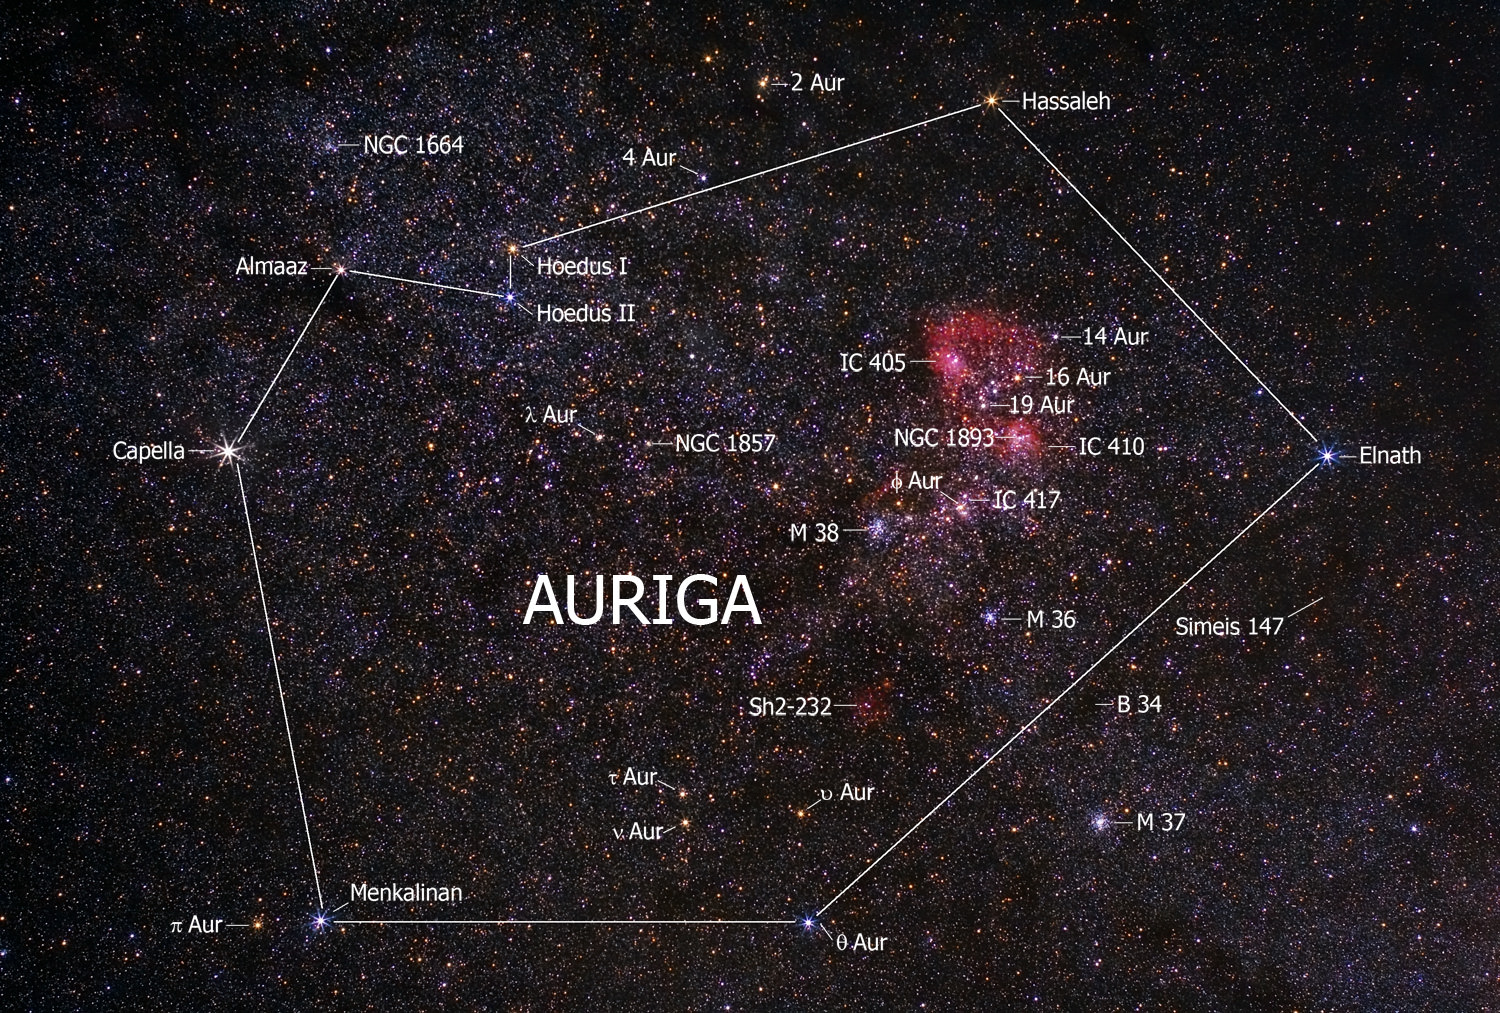 2 Aur
Hassaleh
NGC 1664
4 Aur
Almaaz
Hoedus I
Hoedus II
14 Aur
IC 405
16 Aur
19 Aur
λ Aur
NGC 1857
NGC 1893
IC 410
Capella
Elnath
ϕ Aur
IC 417
M 38
AURIGA
M 36
Simeis 147
Sh2-232
B 34
τ Aur
υ Aur
ν Aur
M 37
Menkalinan
π Aur
θ Aur